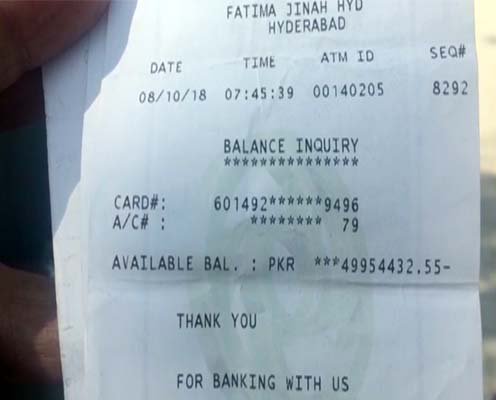 FATIMA JINAH HYD
HYDERABAD
DATE TIME ATM ID SEQ#
08/10/18 07:45:39 00140205 8292
BALANCE INQUIRY
***************
CARD#: 601492******9496
A/C# : ******** 79
AVAILABLE BAL. : PKR ***49954432.55-
THANK YOU
FOR BANKING WITH US